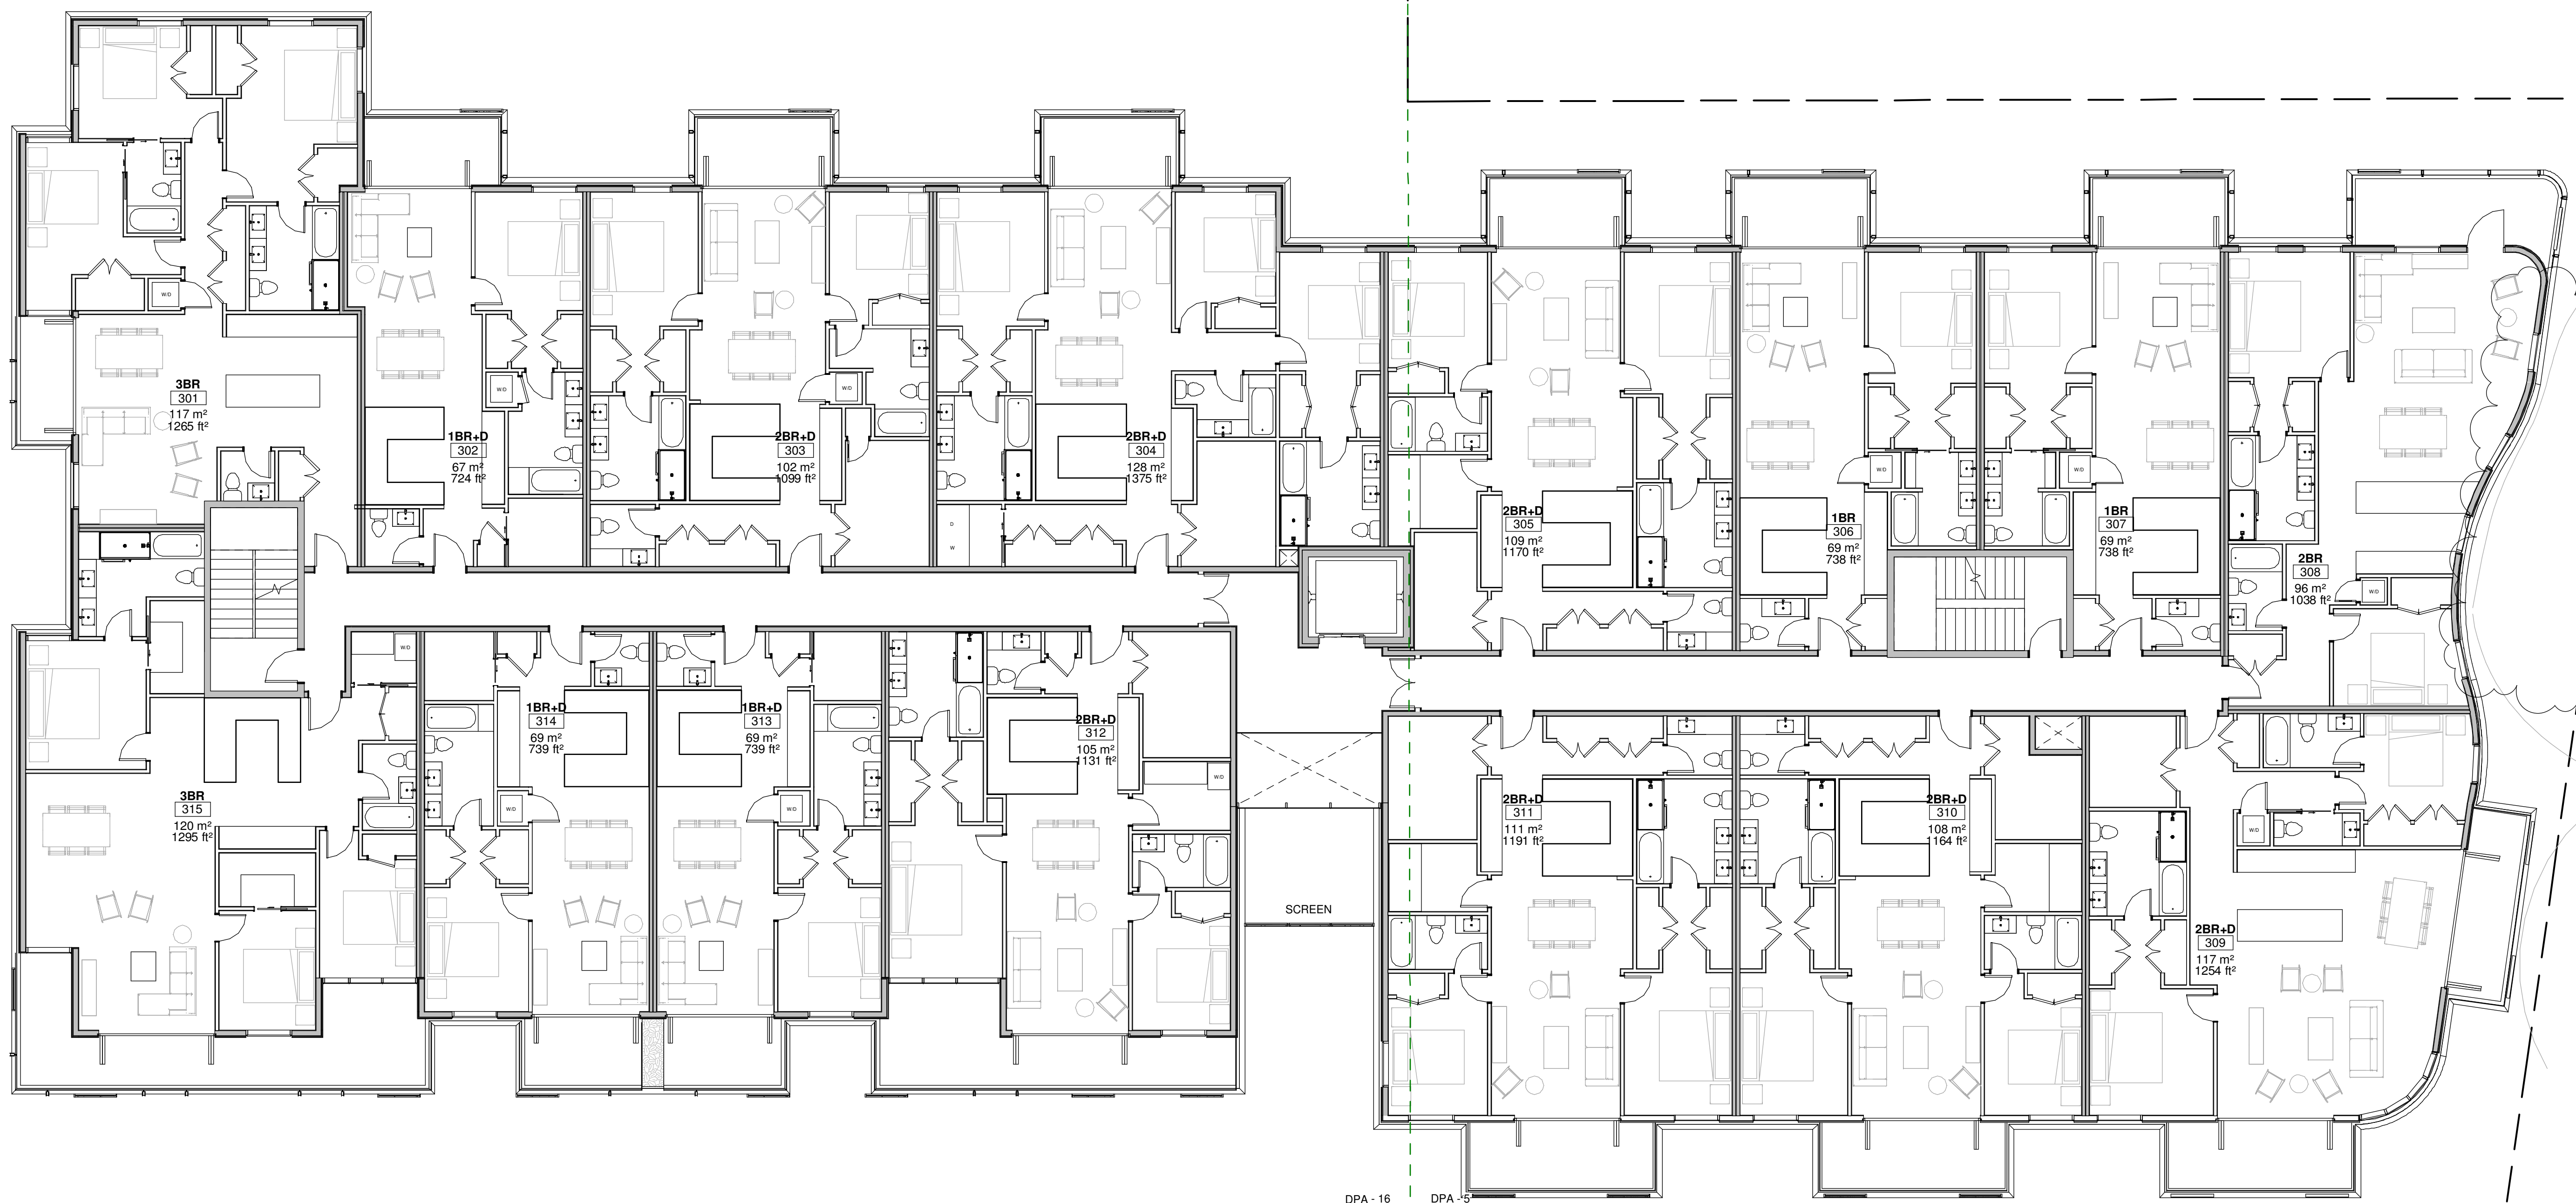 W/D
3BR
301
117 m²
1265 ft²
W/D
1BR+D
302
67 m²
724 ft²
W/D
2BR+D
303
102 m²
1099 ft²
2BR+D
304
128 m²
1375 ft²
D
W
2BR+D
305
109 m²
1170 ft²
W/D
1BR
306
69 m²
738 ft²
W/D
1BR
307
69 m²
738 ft²
2BR
308
96 m²
1038 ft²
W/D
W/D
3BR
315
120 m²
1295 ft²
1BR+D
314
69 m²
739 ft²
W/D
1BR+D
313
69 m²
739 ft²
W/D
2BR+D
312
105 m²
1131 ft²
W/D
SCREEN
2BR+D
311
111 m²
1191 ft²
2BR+D
310
108 m²
1164 ft²
W/D
2BR+D
309
117 m²
1254 ft²
DPA - 16
DPA - 5